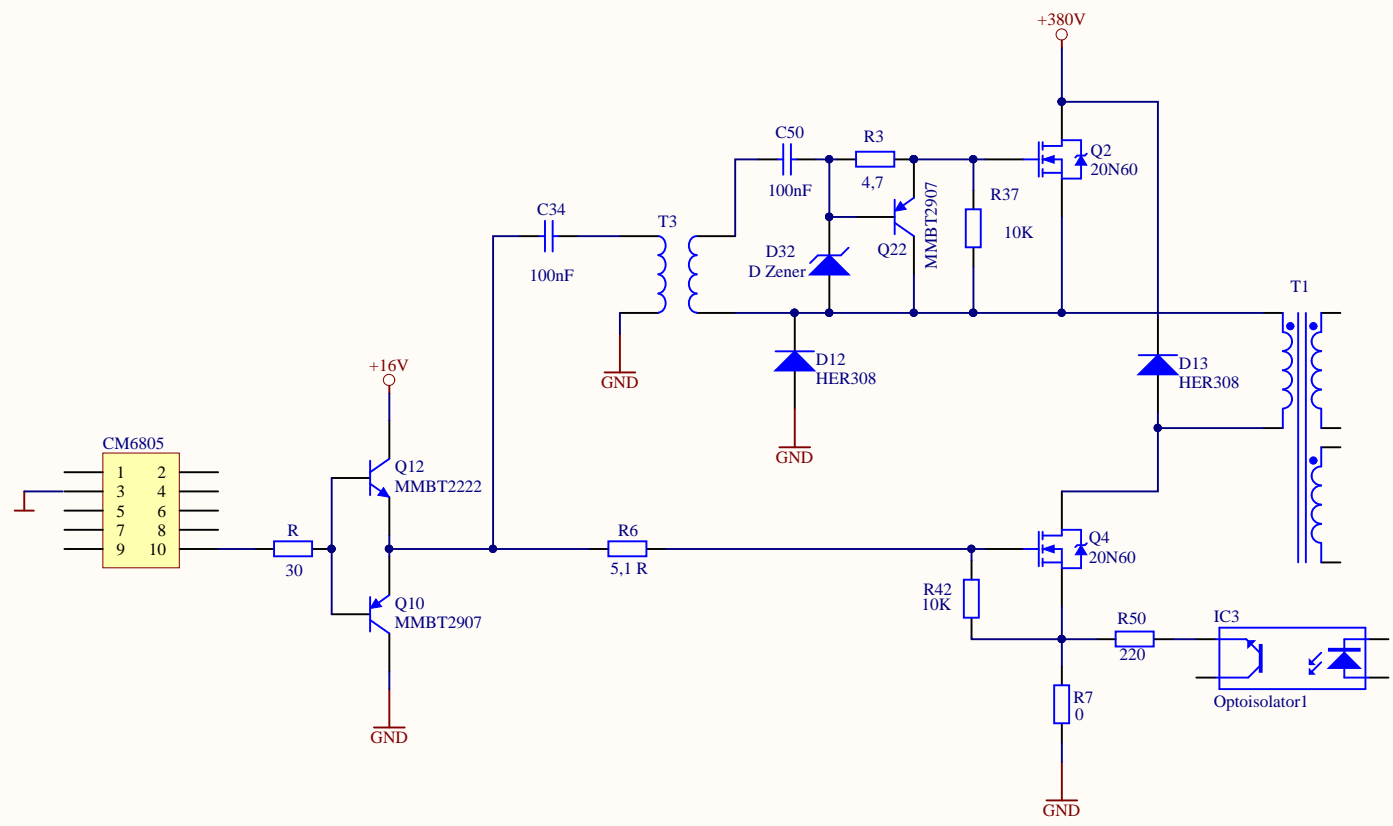 +380V
C50
R3
Q2
20N60
100nF
4,7
MMBT2907
R37
10K
C34
T3
Q22
D32
D Zener
100nF
T1
+16V
D12
HER308
D13
HER308
GND
GND
CM6805
1 2
3 4
5 6
7 8
9 10
Q12
MMBT2222
R
30
R6
5,1 R
Q4
20N60
Q10
MMBT2907
R42
10K
R50
220
IC3
R7
0
Optoisolator1
GND
GND